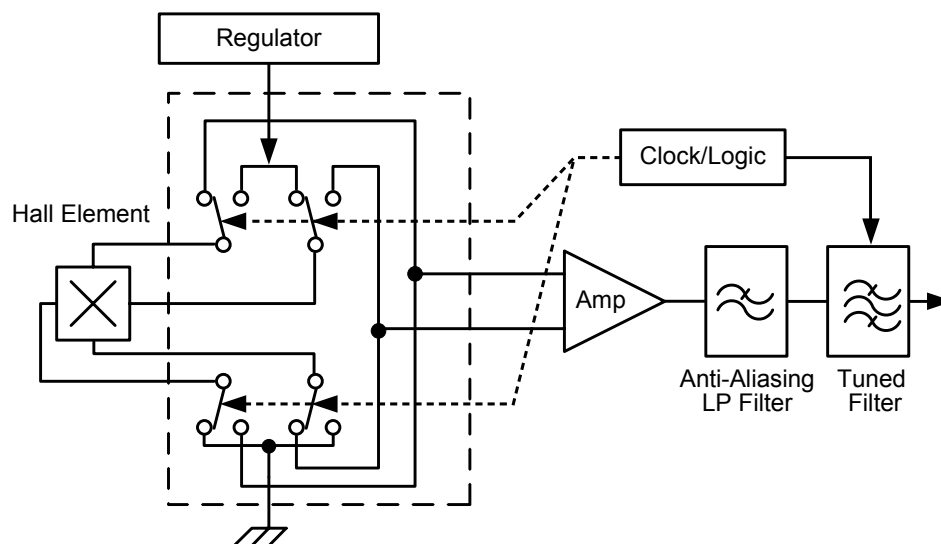 Regulator
Clock/Logic
Hall Element
Amp
Anti-Aliasing
LP Filter
Tuned
Filter